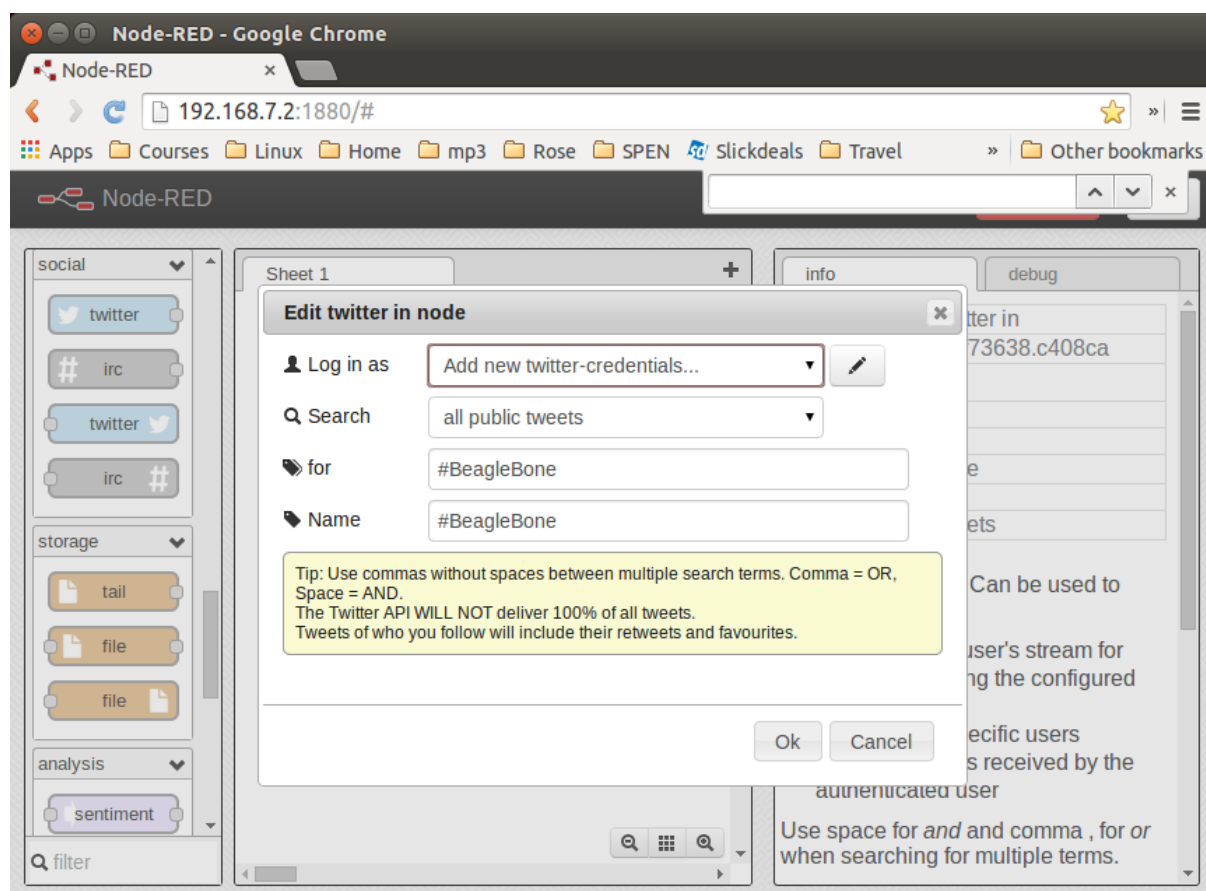 Node-RED - Google Chrome
Node-RED
192.168.7.2:1880/#
Apps Courses Linux Home mp3 Rose SPEN Slickdeals Travel » Other bookmarks
Node-RED
social
twitter
irc
twitter
irc
storage
tail
file
file
analysis
sentiment
filter
Sheet 1
Edit twitter in node
Log in as Add new twitter-credentials...
Search all public tweets
for #BeagleBone
Name #BeagleBone
Tip: Use commas without spaces between multiple search terms. Comma = OR,
Space = AND.
The Twitter API WILL NOT deliver 100% of all tweets.
Tweets of who you follow will include their retweets and favourites.
Ok Cancel
info debug
tter in
73638.c408ca
e
ets
Can be used to
user's stream for
ng the configured
ecific users
s received by the
authenticated user
Use space for and and comma , for or
when searching for multiple terms.